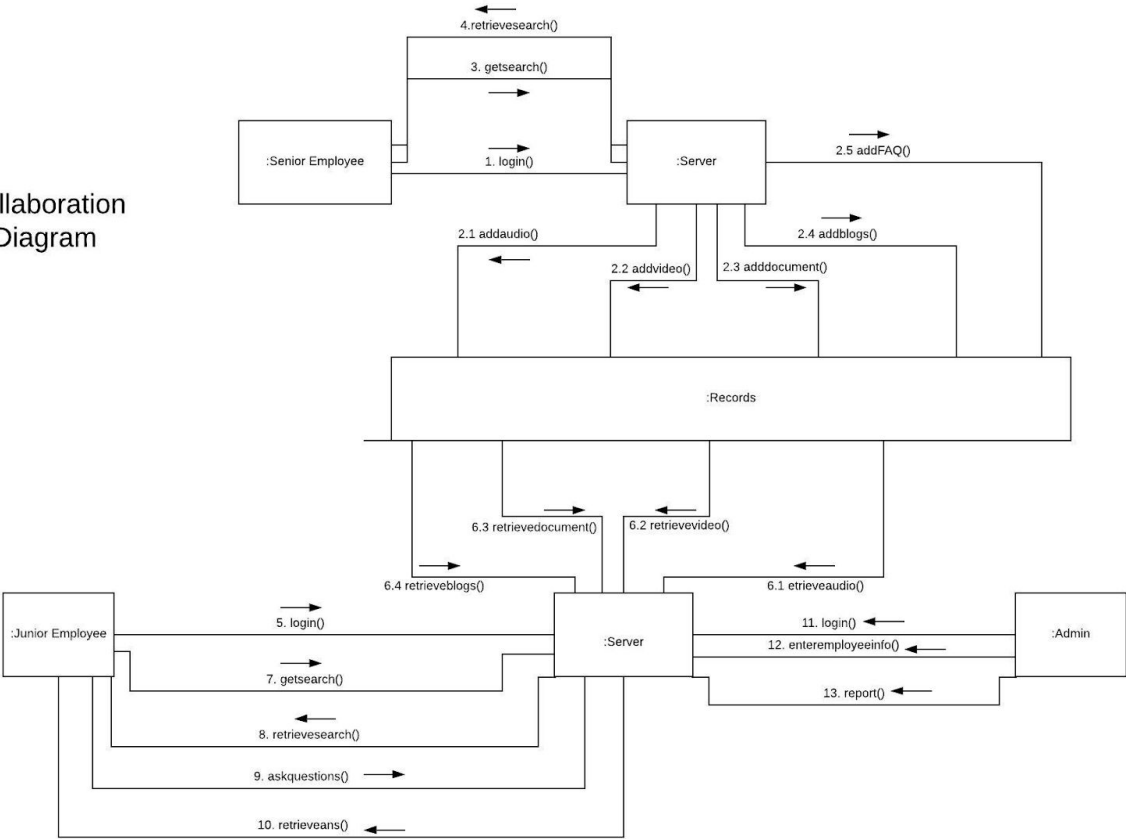 4.retrievesearch()
3. getsearch()
:Senior Employee
1. login()
:Server
2.5 addFAQ()
llaboration
Diagram
2.1 addaudio()
2.4 addblogs()
2.2 addvideo()
2.3 adddocument()
:Records
6.3 retrievedocument()
6.2 retrievevideo()
6.4 retrieveblogs()
6.1 etrieveaudio()
:Junior Employee
5. login()
:Server
11. login()
:Admin
12. enteremployeeinfo()
7. getsearch()
13. report()
8. retrievesearch()
9. askquestions()
10. retrieveans()